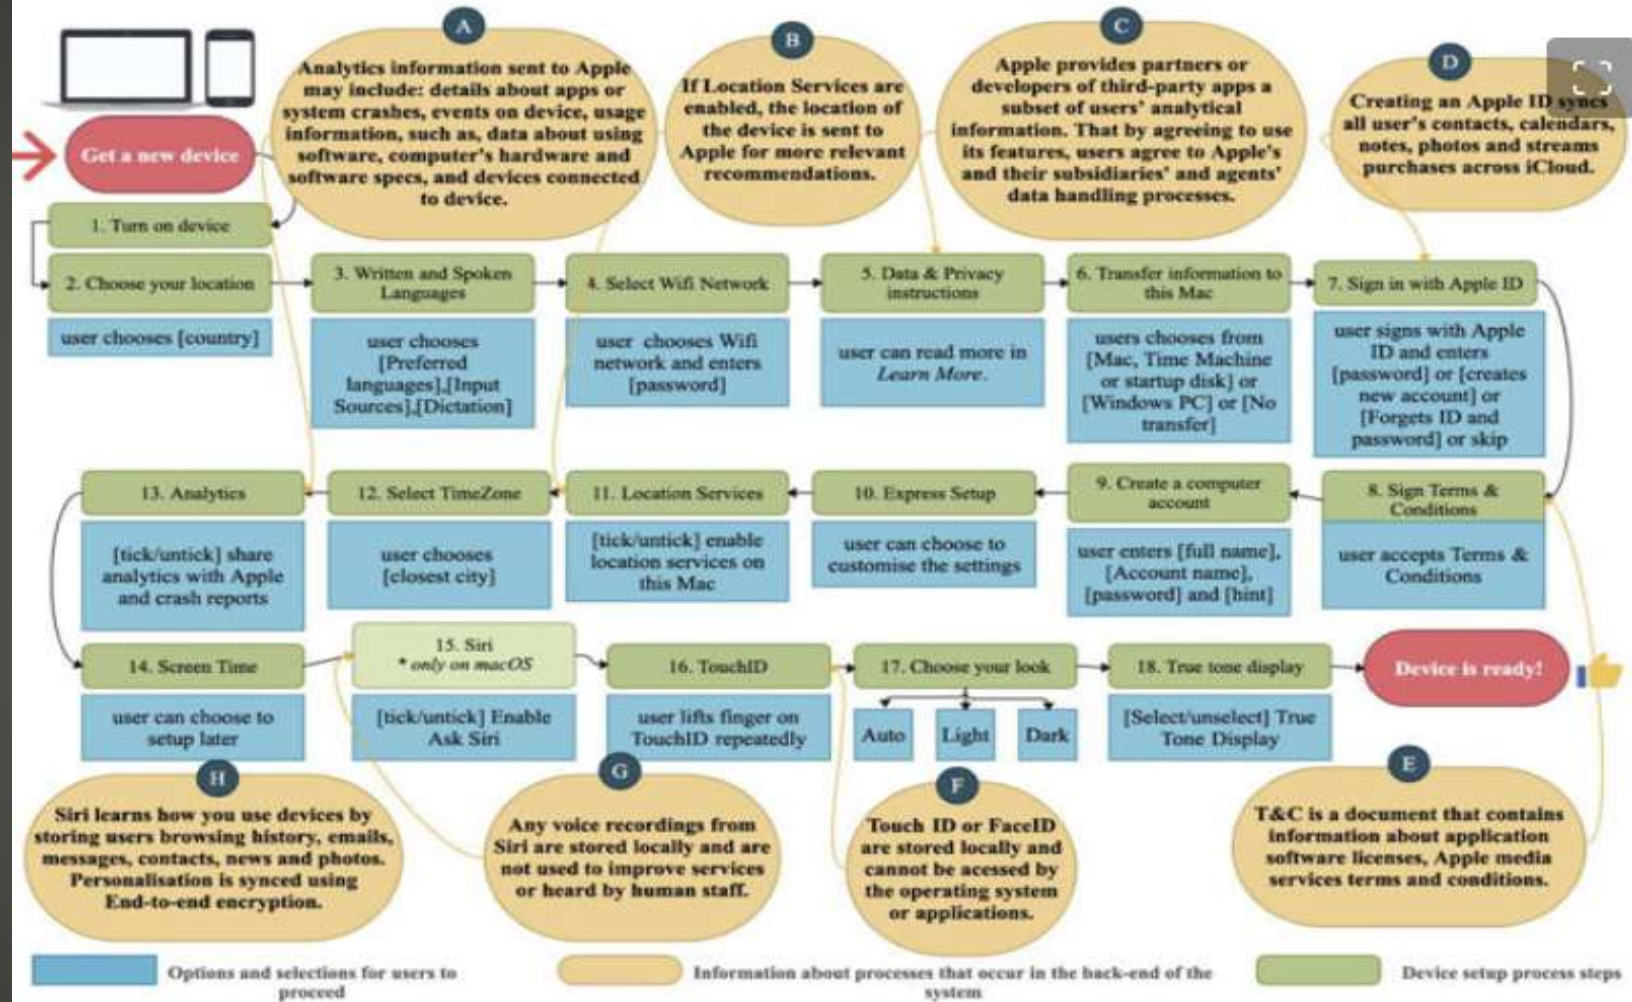 A
Analytics information sent to Apple
may include: details about apps or
system crashes, events on device, usage
information, such as, data about using
software, computer's hardware and
software specs, and devices connected
to device.
B
If Location Services are
enabled, the location of
the device is sent to
Apple for more relevant
recommendations.
C
Apple provides partners or
developers of third-party apps a
subset of users' analytical
information. That by agreeing to use
its features, users agree to Apple's
and their subsidiaries' and agents'
data handling processes.
D
Creating an Apple ID syncs
all user's contacts, calendars,
notes, photos and streams
purchases across iCloud.
Get a new device
1. Turn on device
2. Choose your location
user chooses [country]
3. Written and Spoken
Languages
user chooses
[Preferred
languages],[Input
Sources],[Dictation]
4. Select Wifi Network
user chooses Wifi
network and enters
[password]
5. Data & Privacy
instructions
user can read more in
Learn More.
6. Transfer information to
this Mac
users chooses from
[Mac, Time Machine
or startup disk] or
[Windows PC] or [No
transfer]
7. Sign in with Apple ID
user signs with Apple
ID and enters
[password] or [creates
new account] or
[Forgets ID and
password] or skip
8. Sign Terms &
Conditions
user accepts Terms &
Conditions
9. Create a computer
account
user enters [full name],
[Account name],
[password] and [hint]
10. Express Setup
user can choose to
customise the settings
11. Location Services
[tick/untick] enable
location services on
this Mac
12. Select TimeZone
user chooses
[closest city]
13. Analytics
[tick/untick] share
analytics with Apple
and crash reports
14. Screen Time
user can choose to
setup later
15. Siri
* only on macOS
[tick/untick] Enable
Ask Siri
16. TouchID
user lifts finger on
TouchID repeatedly
17. Choose your look
Auto
Light
Dark
18. True tone display
[Select/unselect] True
Tone Display
Device is ready!
H
Siri learns how you use devices by
storing users browsing history, emails,
messages, contacts, news and photos.
Personalisation is synced using
End-to-end encryption.
G
Any voice recordings from
Siri are stored locally and are
not used to improve services
or heard by human staff.
F
Touch ID or FaceID
are stored locally and
cannot be acessed by
the operating system
or applications.
E
T&C is a document that contains
information about application
software licenses, Apple media
services terms and conditions.
Options and selections for users to
proceed
Information about processes that occur in the back-end of the
system
Device setup process steps